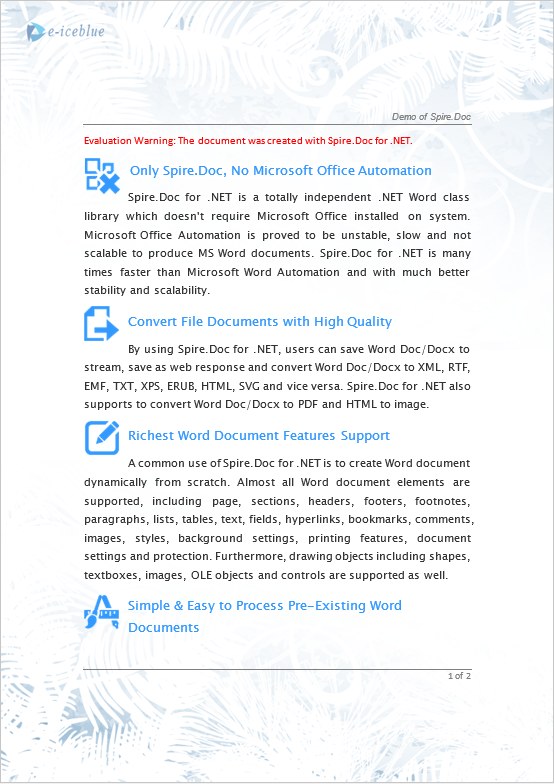 e-iceblue
Demo of Spire.Doc
Evaluation Warning: The document was created with Spire.Doc for .NET.
Only Spire.Doc, No Microsoft Office Automation
Spire.Doc for .NET is a totally independent .NET Word class
library which doesn't require Microsoft Office installed on system.
Microsoft Office Automation is proved to be unstable, slow and not
scalable to produce MS Word documents. Spire.Doc for .NET is many
times faster than Microsoft Word Automation and with much better
stability and scalability.
Convert File Documents with High Quality
By using Spire.Doc for .NET, users can save Word Doc/Docx to
stream, save as web response and convert Word Doc/Docx to XML, RTF,
EMF, TXT, XPS, ERUB, HTML, SVG and vice versa. Spire.Doc for .NET also
supports to convert Word Doc/Docx to PDF and HTML to image.
Richest Word Document Features Support
A common use of Spire.Doc for .NET is to create Word document
dynamically from scratch. Almost all Word document elements are
supported, including page, sections, headers, footers, footnotes,
paragraphs, lists, tables, text, fields, hyperlinks, bookmarks, comments,
images, styles, background settings, printing features, document
settings and protection. Furthermore, drawing objects including shapes,
textboxes, images, OLE objects and controls are supported as well.
Simple & Easy to Process Pre-Existing Word
Documents
1 of 2